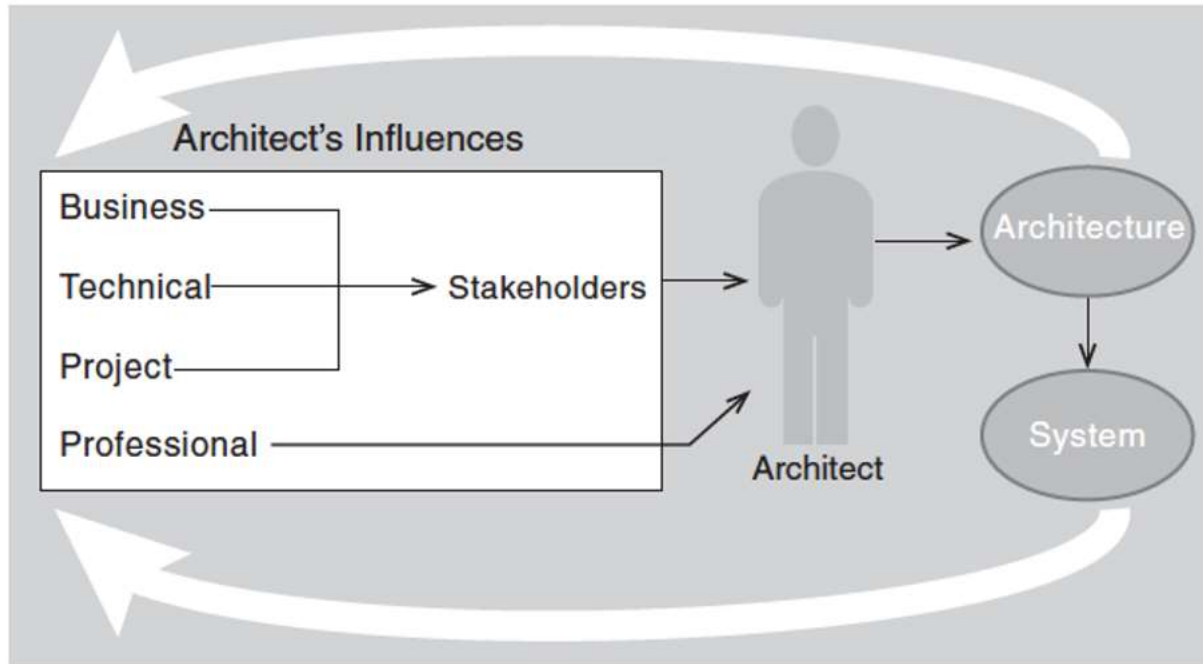 Architect’s Influences
Business
Technical
Stakeholders
Project
Professional
Architect
Architecture
System